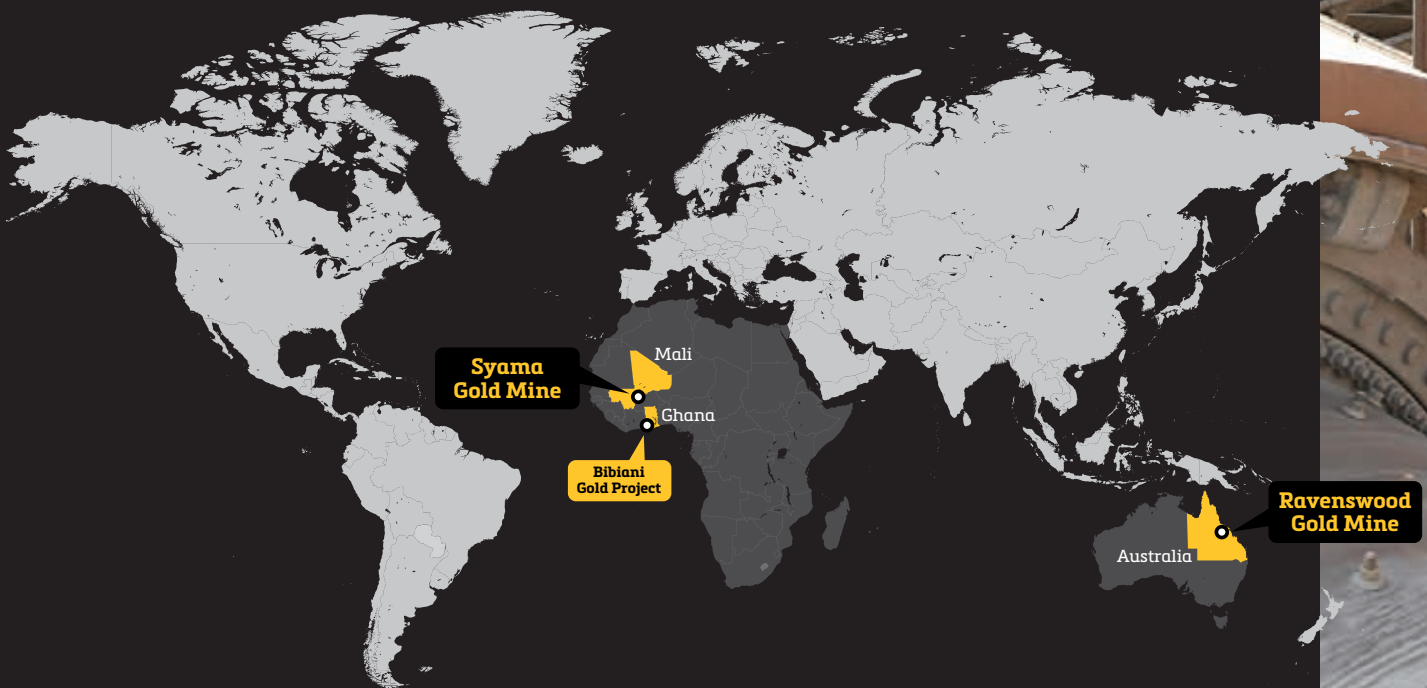 Mali
Syama
Gold Mine
Ghana
Bibiani
Gold Project
Ravenswood
Gold Mine
Australia